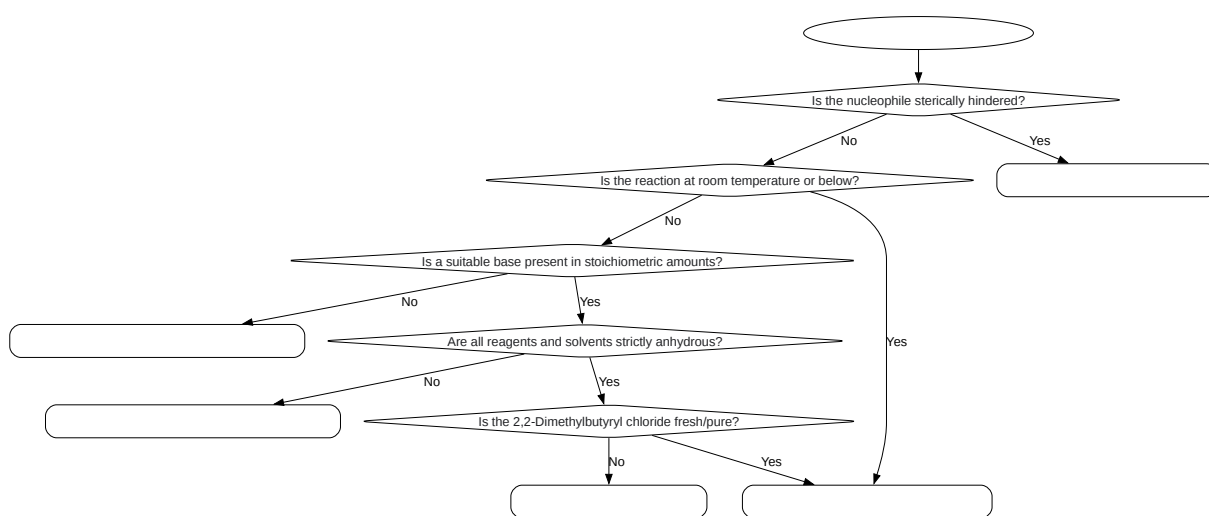 Is the nucleophile sterically hindered?
No
Yes
Is the reaction at room temperature or below?
No
Is a suitable base present in stoichiometric amounts?
No
Yes
Are all reagents and solvents strictly anhydrous?
Yes
No
Yes
Is the 2,2-Dimethylbutyryl chloride fresh/pure?
No
Yes